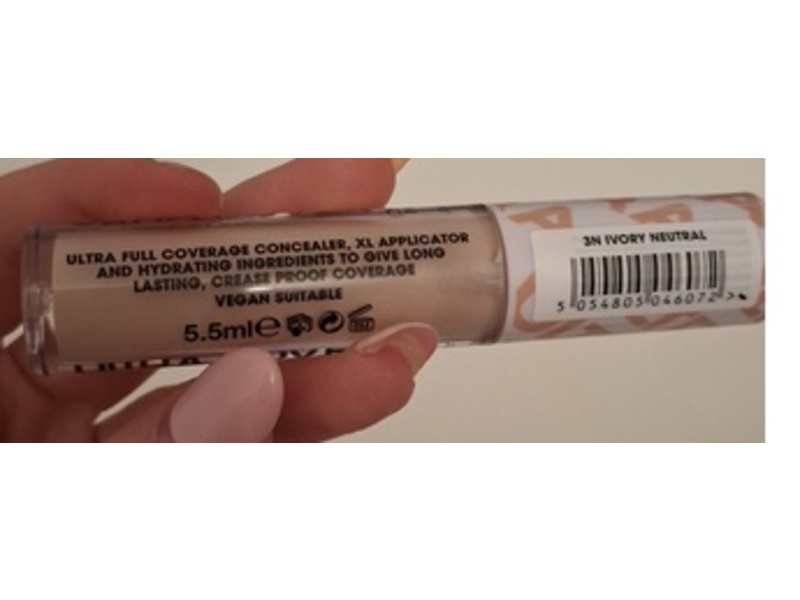 ULTRA FULL COVERAGE CONCEALER, XL APPLICATOR
AND HYDRATING INGREDIENTS TO GIVE LONG
LASTING, CREASE PROOF COVERAGE
VEGAN SUITABLE
5.5ml℮
3N IVORY NEUTRAL
5 054805 046072 >